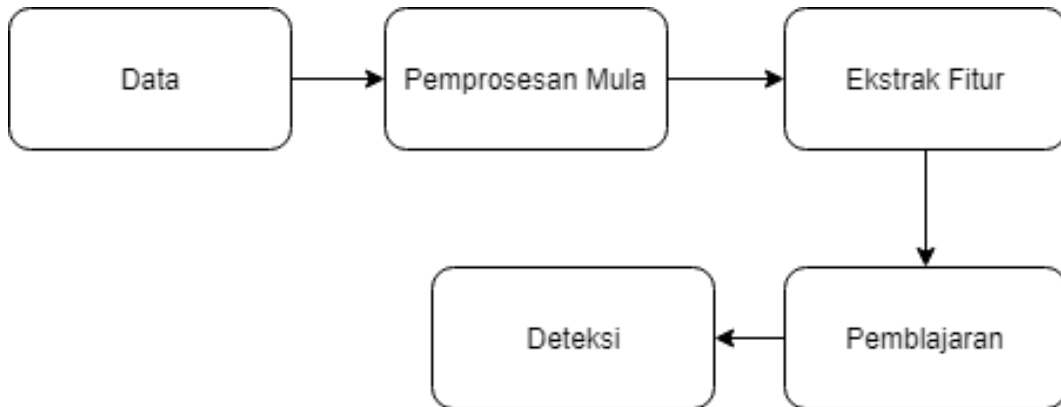 Data
Pemprosesan Mula
Ekstrak Fitur
Deteksi
Pemblajaran